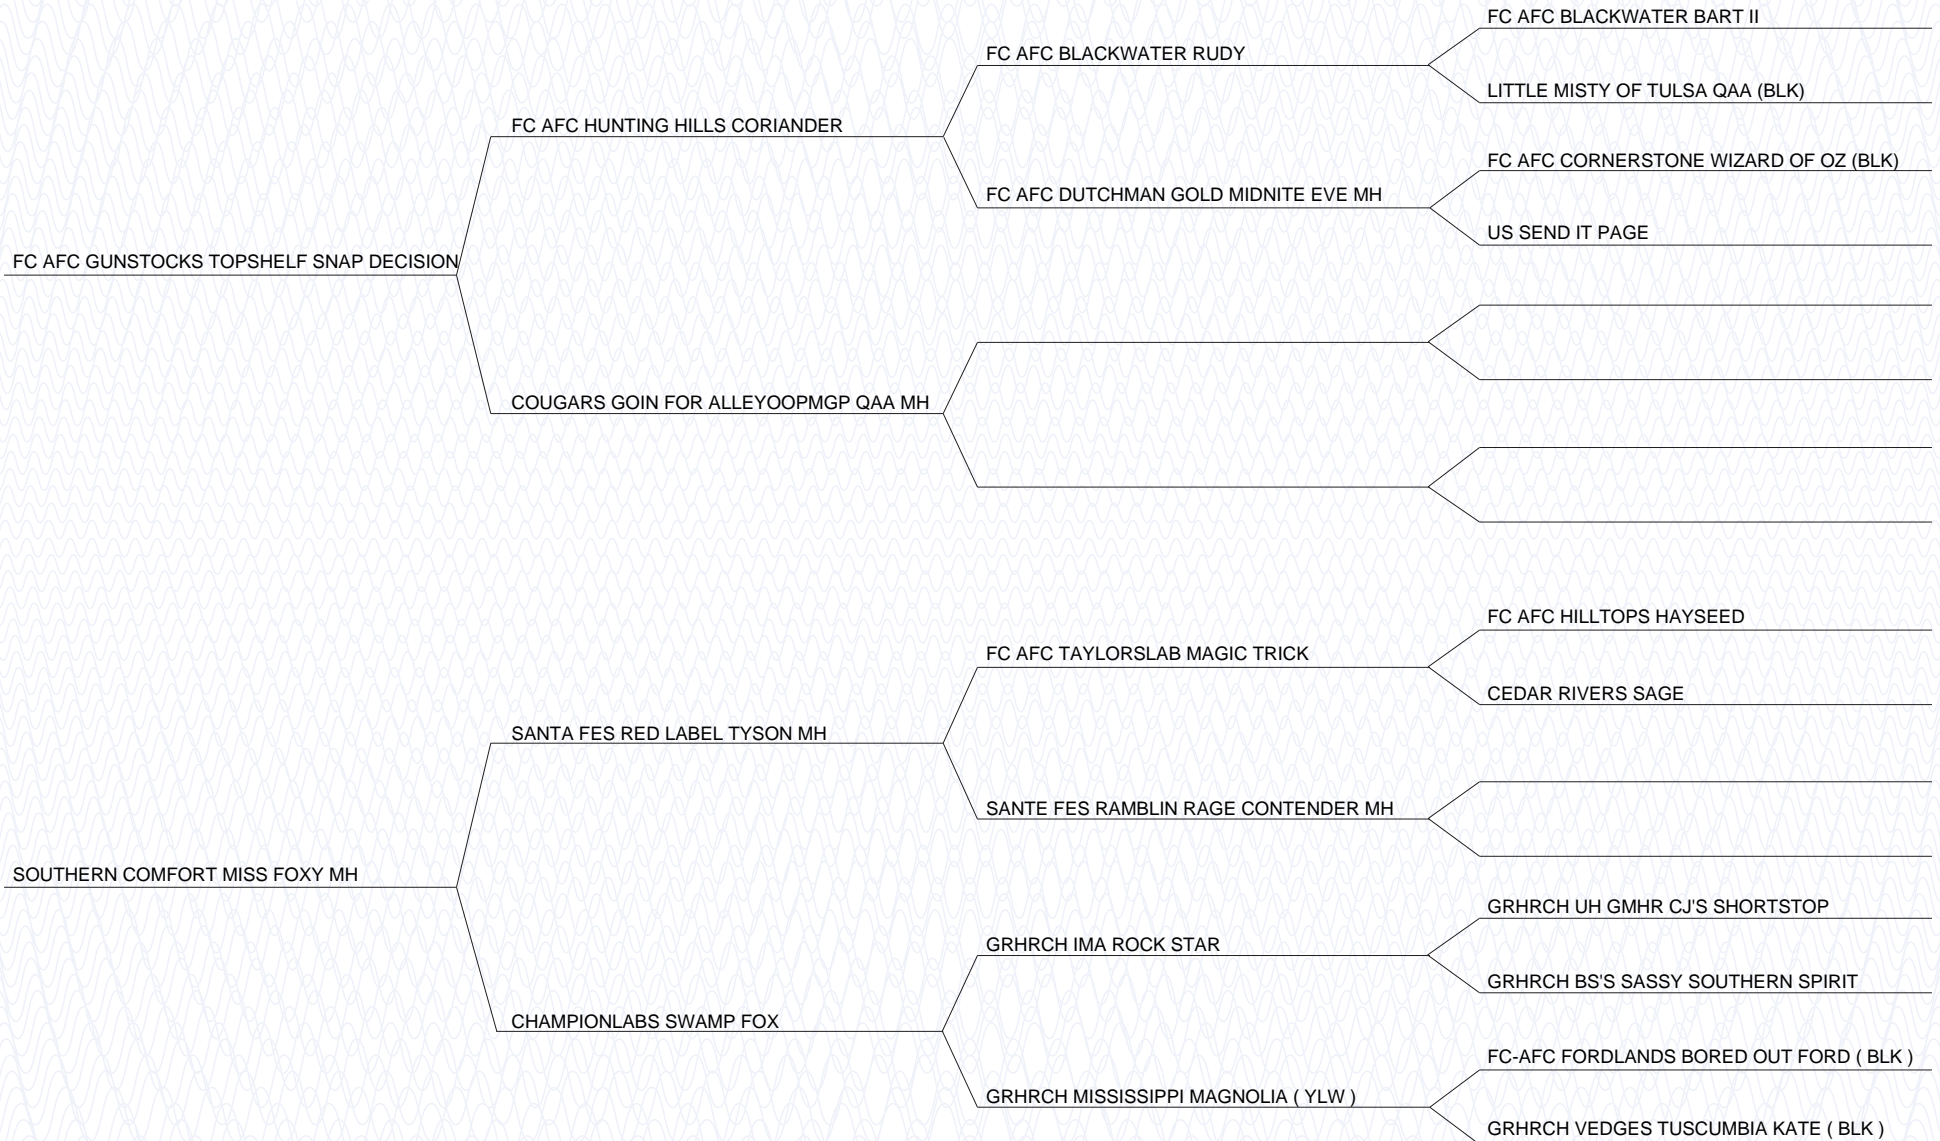 FC AFC BLACKWATER BART II
FC AFC BLACKWATER RUDY
LITTLE MISTY OF TULSA QAA (BLK)
FC AFC HUNTING HILLS CORIANDER
FC AFC CORNERSTONE WIZARD OF OZ (BLK)
FC AFC DUTCHMAN GOLD MIDNITE EVE MH
US SEND IT PAGE
FC AFC GUNSTOCKS TOPSHELF SNAP DECISION
COUGARS GOIN FOR ALLEYOOPMGP QAA MH
FC AFC HILLTOPS HAYSEED
FC AFC TAYLORSLAB MAGIC TRICK
CEDAR RIVERS SAGE
SANTA FES RED LABEL TYSON MH
SANTE FES RAMBLIN RAGE CONTENDER MH
SOUTHERN COMFORT MISS FOXY MH
GRHRCH UH GMHR CJ'S SHORTSTOP
GRHRCH IMA ROCK STAR
GRHRCH BS'S SASSY SOUTHERN SPIRIT
CHAMPIONLABS SWAMP FOX
FC-AFC FORDLANDS BORED OUT FORD ( BLK )
GRHRCH MISSISSIPPI MAGNOLIA ( YLW )
GRHRCH VEDGES TUSCUMBIA KATE ( BLK )